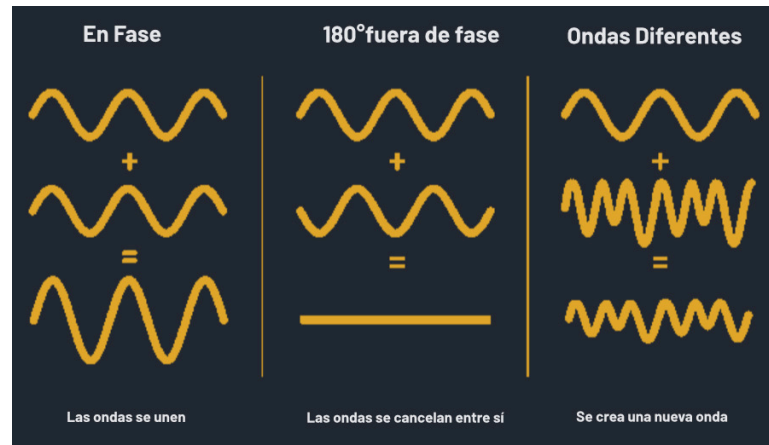 En Fase
180°fuera de fase
Ondas Diferentes
+
+
+
=
=
=
Las ondas se unen
Las ondas se cancelan entre sí
Se crea una nueva onda